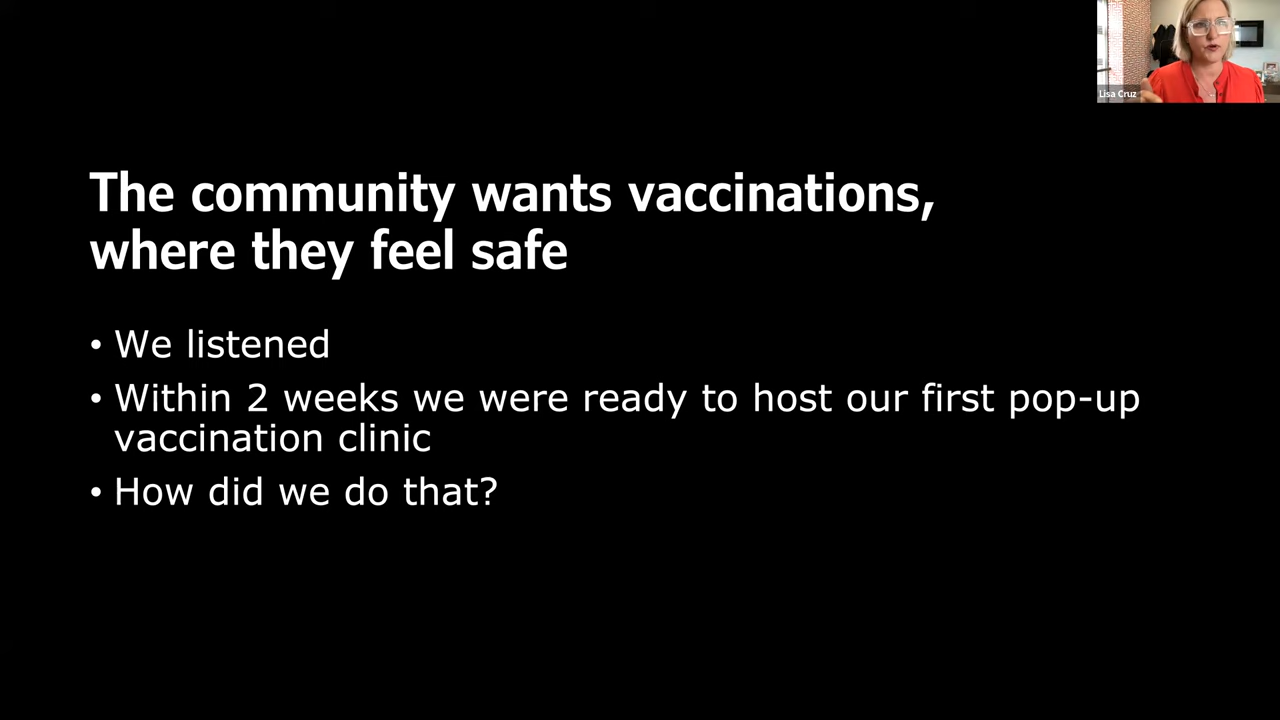 Lisa Cruz
The community wants vaccinations,
where they feel safe
• We listened
• Within 2 weeks we were ready to host our first pop-up
vaccination clinic
• How did we do that?